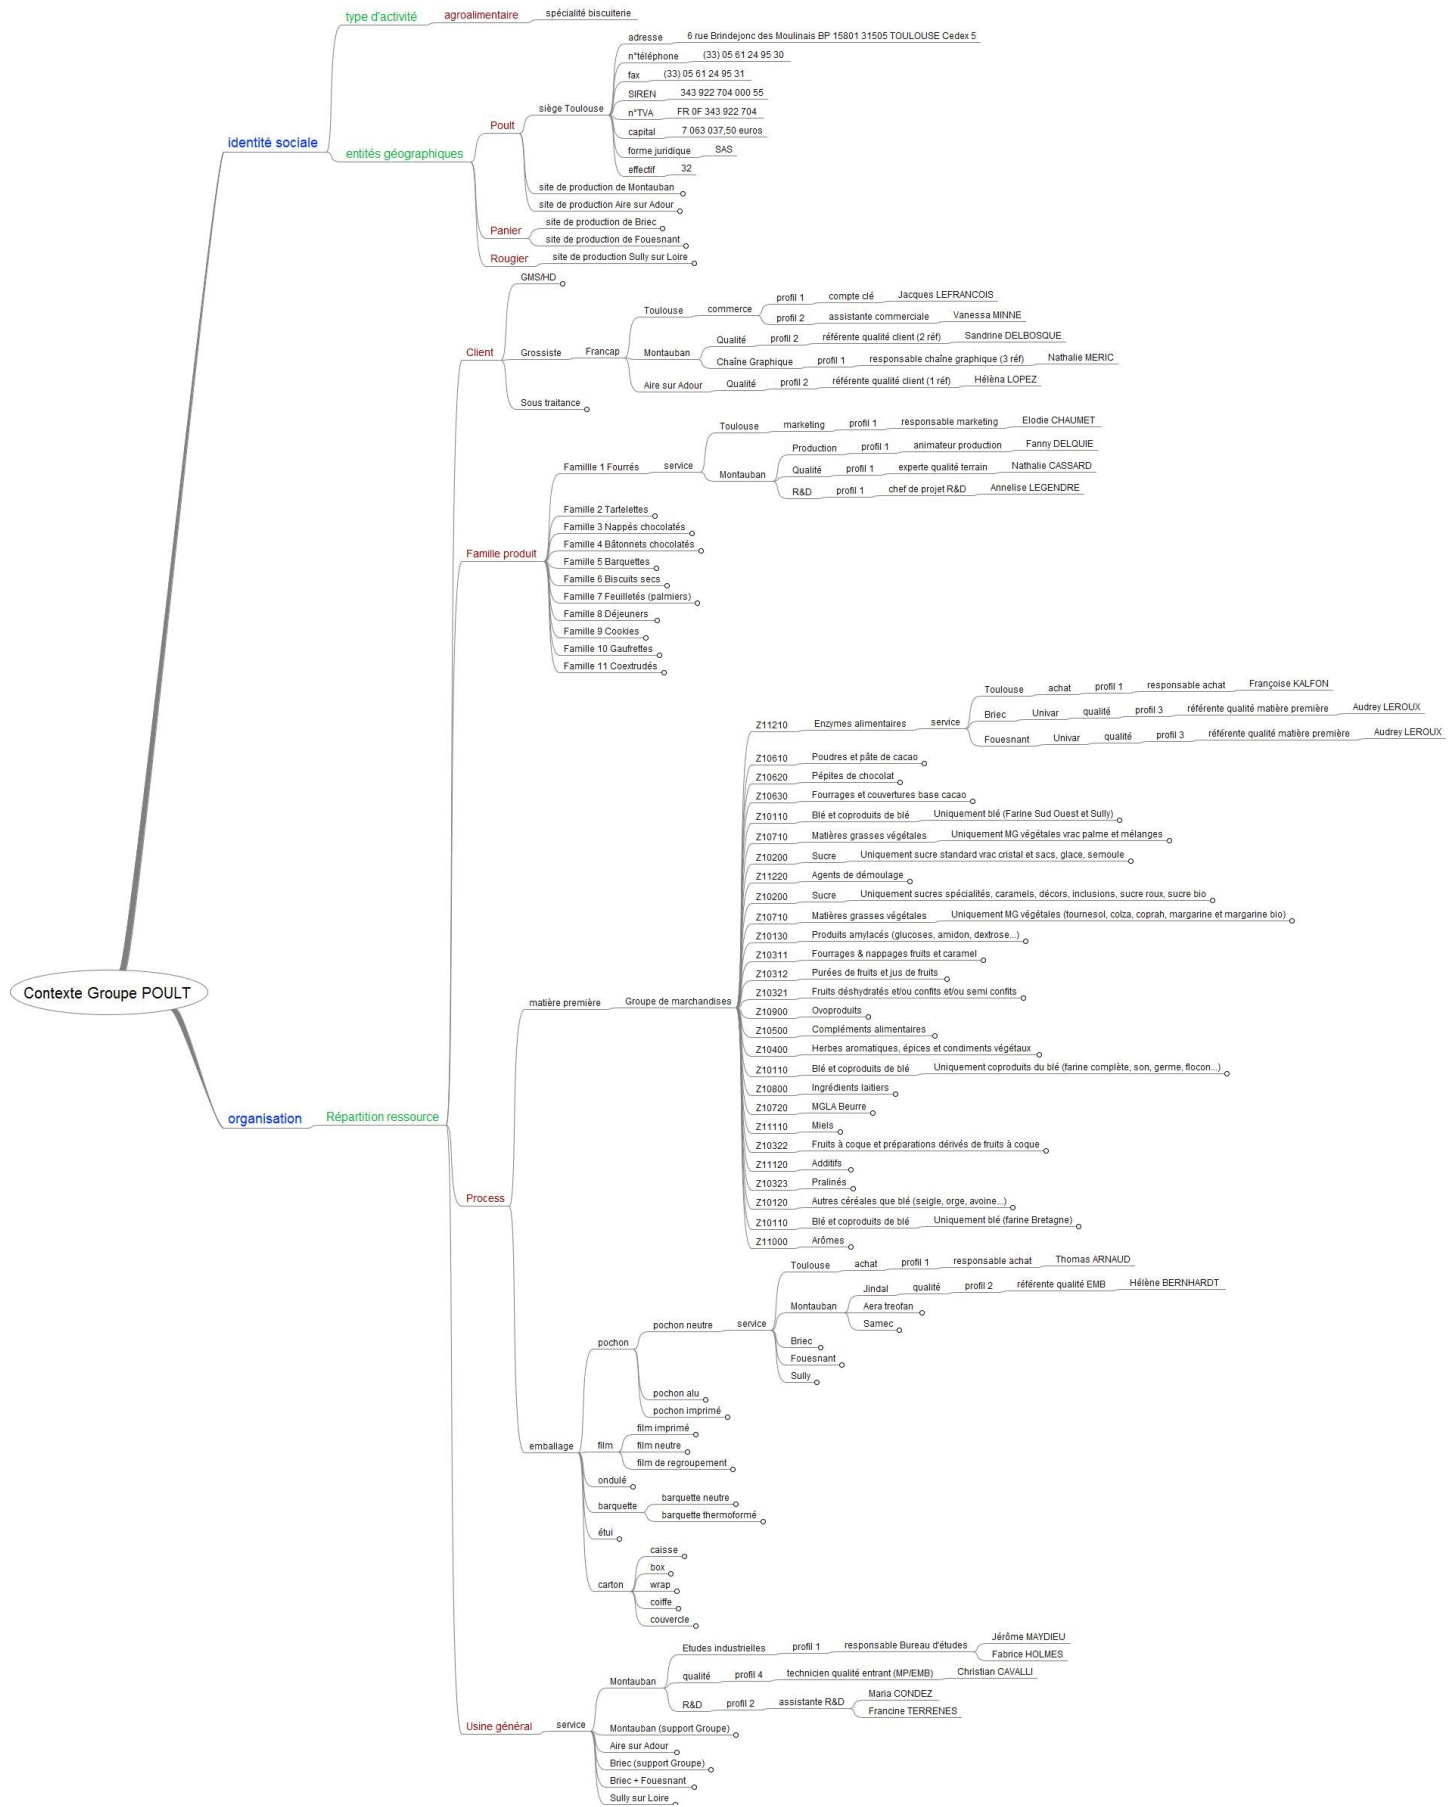 type d'activité
agroalimentaire
spécialité biscuiterie
identité sociale
entités géographiques
Poult
siège Toulouse
adresse
6 rue Brindejonc des Moulinais BP 15801 31505 TOULOUSE Cedex 5
n°téléphone
(33) 05 61 24 95 30
fax
(33) 05 61 24 95 31
SIREN
343 922 704 000 55
n°TVA
FR 0F 343 922 704
capital
7 063 037,50 euros
forme juridique
SAS
effectif
32
site de production de Montauban
site de production Aire sur Adour
Panier
site de production de Briec
site de production de Fouesnant
Rougier
site de production Sully sur Loire
Contexte Groupe POULT
organisation
Répartition ressource
Client
GMS/HD
Grossiste
Francap
Toulouse
commerce
profil 1
compte clé
Jacques LEFRANCOIS
profil 2
assistante commerciale
Vanessa MINNE
Montauban
Qualité
profil 2
référente qualité client (2 réf)
Sandrine DELBOSQUE
Chaîne Graphique
profil 1
responsable chaîne graphique (3 réf)
Nathalie MERIC
Aire sur Adour
Qualité
profil 2
référente qualité client (1 réf)
Hélèna LOPEZ
Sous traitance
Famille produit
Famillle 1 Fourrés
service
Toulouse
marketing
profil 1
responsable marketing
Elodie CHAUMET
Montauban
Production
profil 1
animateur production
Fanny DELQUIE
Qualité
profil 1
experte qualité terrain
Nathalie CASSARD
R&D
profil 1
chef de projet R&D
Annelise LEGENDRE
Famille 2 Tartelettes
Famille 3 Nappés chocolatés
Famille 4 Bâtonnets chocolatés
Famille 5 Barquettes
Famille 6 Biscuits secs
Famille 7 Feuilletés (palmiers)
Famille 8 Déjeuners
Famille 9 Cookies
Famille 10 Gaufrettes
Famille 11 Coextrudés
Process
matière première
Groupe de marchandises
Z11210
Enzymes alimentaires
service
Toulouse
achat
profil 1
responsable achat
Françoise KALFON
Briec
Univar
qualité
profil 3
référente qualité matière première
Audrey LEROUX
Fouesnant
Univar
qualité
profil 3
référente qualité matière première
Audrey LEROUX
Z10610
Poudres et pâte de cacao
Z10620
Pépites de chocolat
Z10630
Fourrages et couvertures base cacao
Z10110
Blé et coproduits de blé
Uniquement blé (Farine Sud Ouest et Sully)
Z10710
Matières grasses végétales
Uniquement MG végétales vrac palme et mélanges
Z10200
Sucre
Uniquement sucre standard vrac cristal et sacs, glace, semoule
Z11220
Agents de démoulage
Z10200
Sucre
Uniquement sucres spécialités, caramels, décors, inclusions, sucre roux, sucre bio
Z10710
Matières grasses végétales
Uniquement MG végétales (tournesol, colza, coprah, margarine et margarine bio)
Z10130
Produits amylacés (glucoses, amidon, dextrose...)
Z10311
Fourrages & nappages fruits et caramel
Z10312
Purées de fruits et jus de fruits
Z10321
Fruits déshydratés et/ou confits et/ou semi confits
Z10900
Ovoproduits
Z10500
Compléments alimentaires
Z10400
Herbes aromatiques, épices et condiments végétaux
Z10110
Blé et coproduits de blé
Uniquement coproduits du blé (farine complète, son, germe, flocon...)
Z10800
Ingrédients laitiers
Z10720
MGLA Beurre
Z11110
Miels
Z10322
Fruits à coque et préparations dérivés de fruits à coque
Z11120
Additifs
Z10323
Pralinés
Z10120
Autres céréales que blé (seigle, orge, avoine...)
Z10110
Blé et coproduits de blé
Uniquement blé (farine Bretagne)
Z11000
Arômes
emballage
pochon
pochon neutre
service
Toulouse
achat
profil 1
responsable achat
Thomas ARNAUD
Montauban
Jindal
qualité
profil 2
référente qualité EMB
Hélène BERNHARDT
Aera treofan
Samec
Briec
Fouesnant
Sully
pochon alu
pochon imprimé
film
film imprimé
film neutre
film de regroupement
ondulé
barquette
barquette neutre
barquette thermoformé
étui
carton
caisse
box
wrap
coiffe
couvercle
Usine général
service
Montauban
Etudes industrielles
profil 1
responsable Bureau d'études
Jérôme MAYDIEU
Fabrice HOLMES
qualité
profil 4
technicien qualité entrant (MP/EMB)
Christian CAVALLI
R&D
profil 2
assistante R&D
Maria CONDEZ
Francine TERRENES
Montauban (support Groupe)
Aire sur Adour
Briec (support Groupe)
Briec + Fouesnant
Sully sur Loire